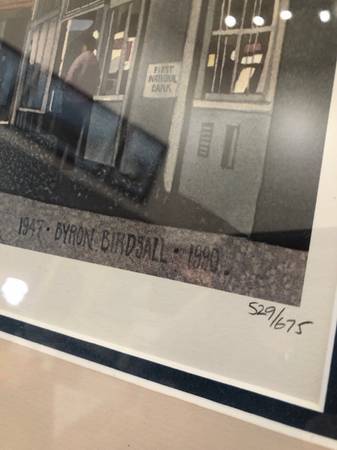 FIRST
NATIONAL
BANK
1947 • BYRON BIRDSALL • 1990
529/675